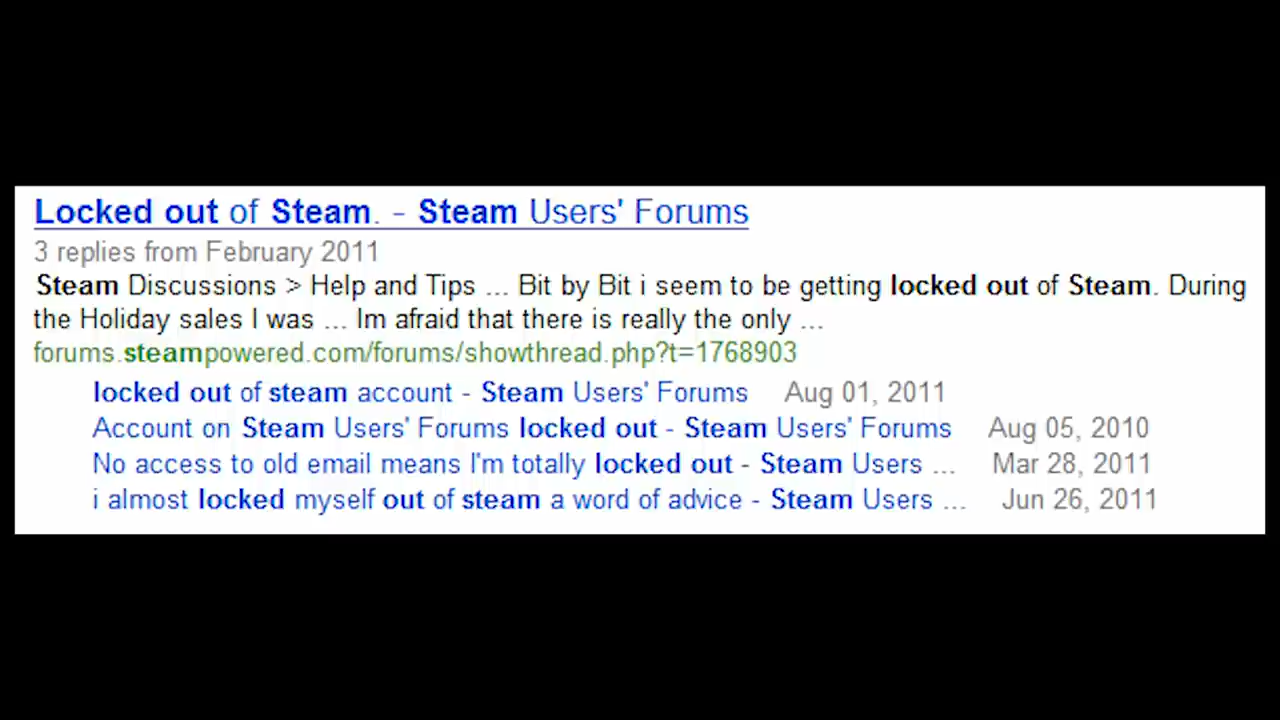 Locked out of Steam. - Steam Users' Forums
3 replies from February 2011
Steam Discussions > Help and Tips ... Bit by Bit i seem to be getting locked out of Steam. During
the Holiday sales I was ... Im afraid that there is really the only ...
forums.steampowered.com/forums/showthread.php?t=1768903
locked out of steam account - Steam Users' Forums Aug 01, 2011
Account on Steam Users' Forums locked out - Steam Users' Forums Aug 05, 2010
No access to old email means I'm totally locked out - Steam Users ... Mar 28, 2011
i almost locked myself out of steam a word of advice - Steam Users ... Jun 26, 2011